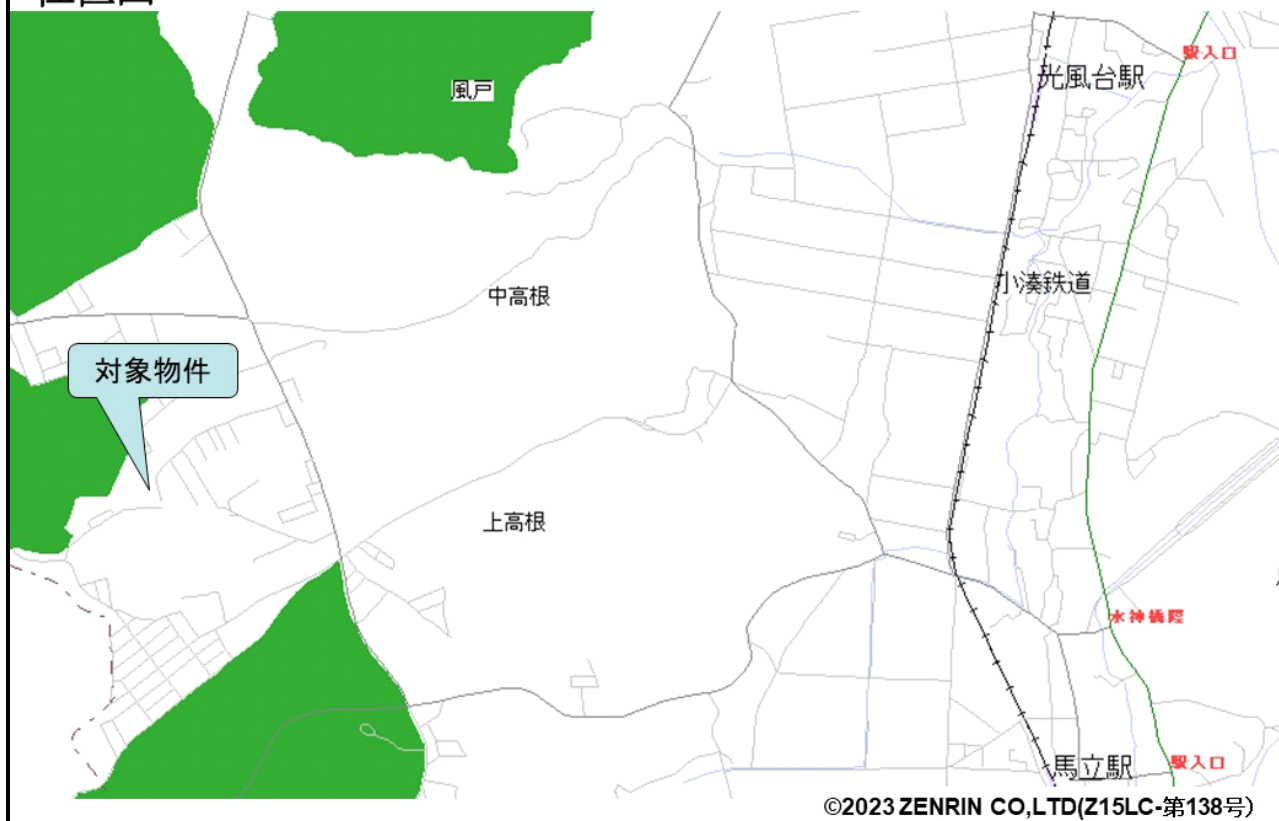 駅入口
光風台駅
風戸
小湊鉄道
中高根
対象物件
上高根
水神橋際
馬立駅
駅入口
©2023 ZENRIN CO,LTD(Z15LC-第138号)